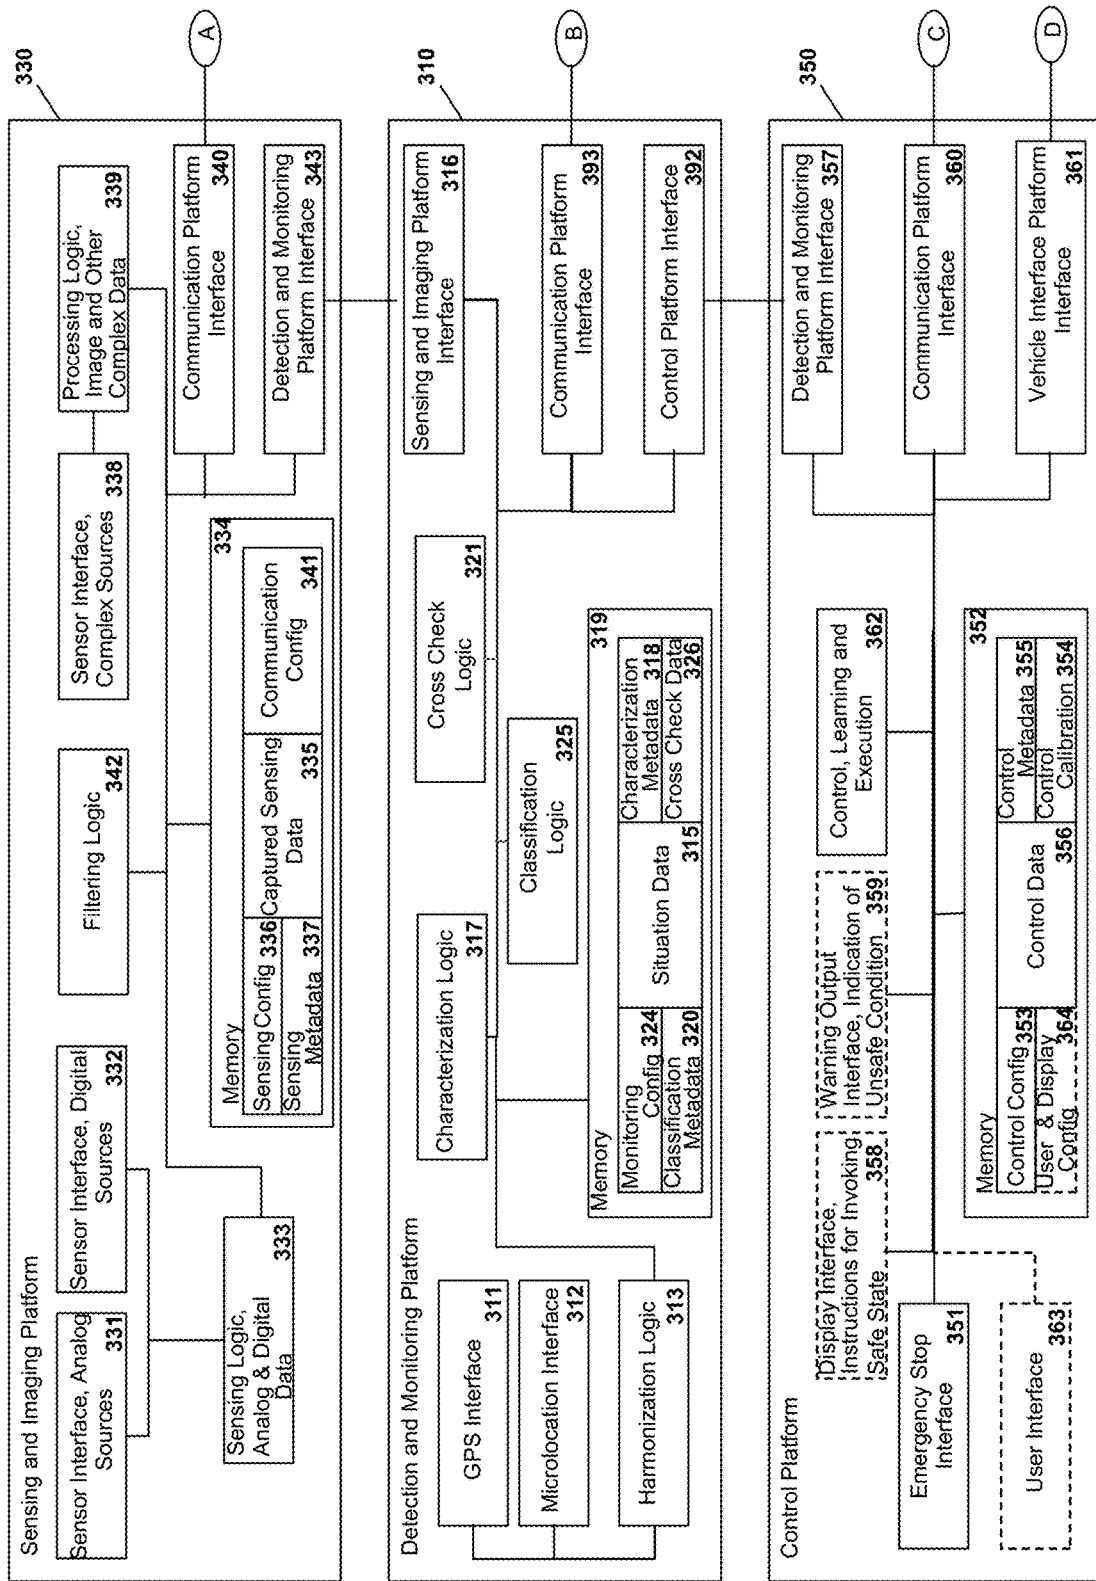 Sensing and Imaging Platform
330
Sensor Interface, Analog
Sources
331
Sensor Interface, Digital
Sources
332
Sensing Logic,
Analog & Digital
Data
333
Filtering Logic
342
Sensor Interface,
Complex Sources
338
Processing Logic,
Image and Other
Complex Data
339
Memory
334
Sensing Config 336
Sensing
Metadata 337
Captured Sensing
Data
335
Communication
Config
341
Communication Platform
Interface
340
A
Detection and Monitoring
Platform Interface
343
Detection and Monitoring Platform
310
GPS Interface
311
Microlocation Interface
312
Harmonization Logic
313
Characterization Logic
317
Cross Check
Logic
321
Classification
Logic
325
Memory
319
Monitoring
Config 324
Classification
Metadata 320
Situation Data
315
Characterization
Metadata 318
Cross Check Data
326
Sensing and Imaging Platform
Interface
316
Communication Platform
Interface
393
B
Control Platform Interface
392
Control Platform
350
Emergency Stop
Interface
351
User Interface
363
Display Interface,
Instructions for Invoking
Safe State
358
Warning Output
Interface, Indication of
Unsafe Condition 359
Control, Learning and
Execution
362
Memory
352
Control Config 353
User & Display
Config
364
Control Data
356
Control
Metadata 355
Control
Calibration 354
Detection and Monitoring
Platform Interface 357
Communication Platform
Interface
360
C
Vehicle Interface Platform
Interface
361
D